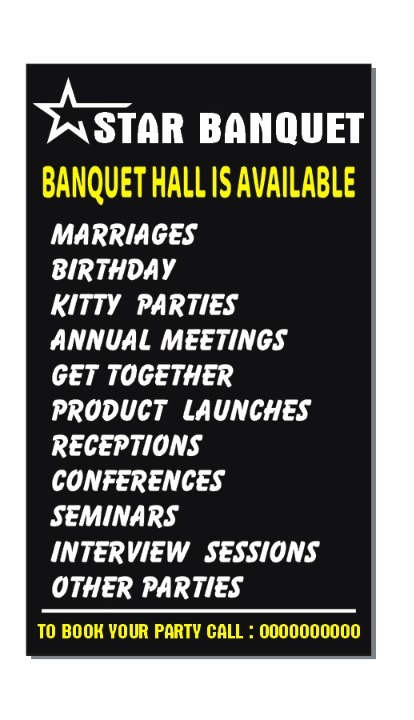 STAR BANQUET
BANQUET HALL IS AVAILABLE
MARRIAGES
BIRTHDAY
KITTY PARTIES
ANNUAL MEETINGS
GET TOGETHER
PRODUCT LAUNCHES
RECEPTIONS
CONFERENCES
SEMINARS
INTERVIEW SESSIONS
OTHER PARTIES
TO BOOK YOUR PARTY CALL : 0000000000